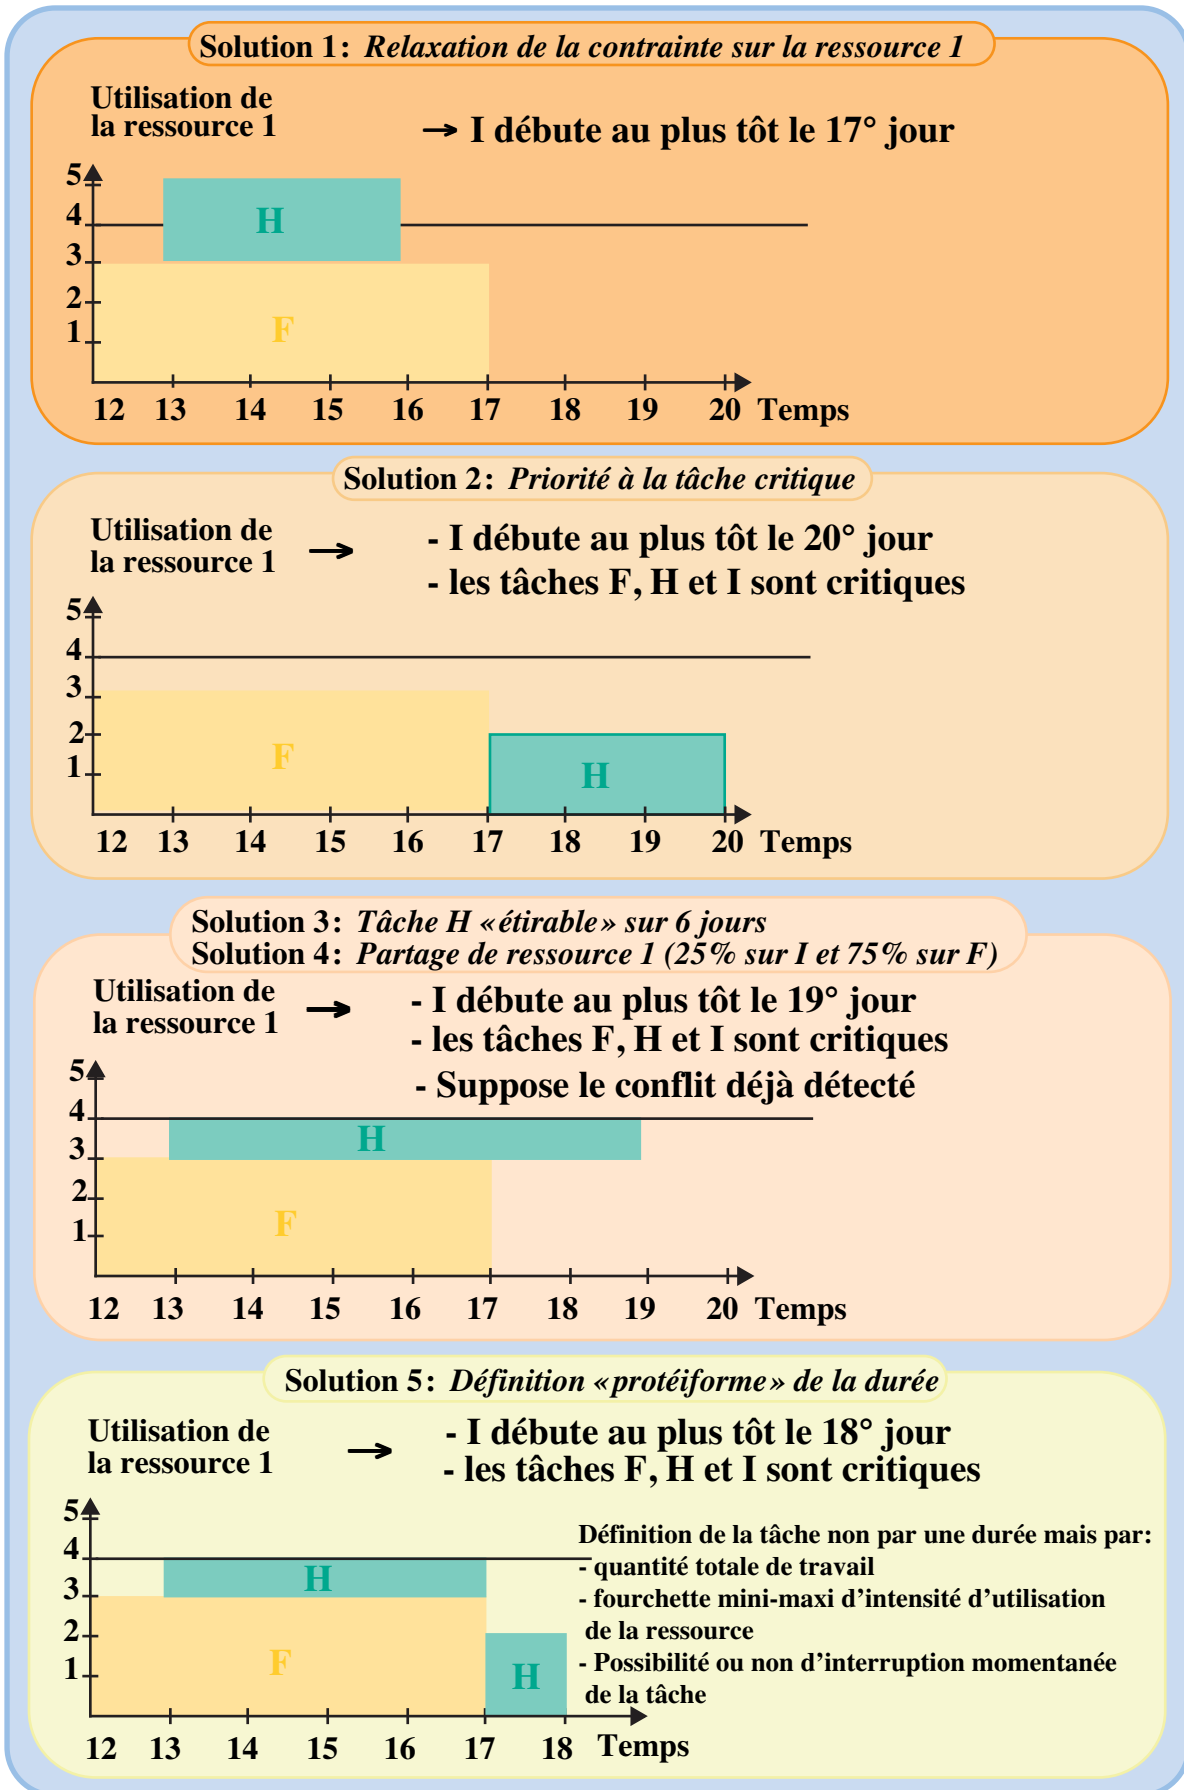 Solution 1: Relaxation de la contrainte sur la ressource 1
Utilisation de
la ressource 1
→ I débute au plus tôt le 17° jour
5
4
3
2
1
H
F
12 13 14 15 16 17 18 19 20 Temps
Solution 2: Priorité à la tâche critique
Utilisation de
la ressource 1
→
- I débute au plus tôt le 20° jour
- les tâches F, H et I sont critiques
5
4
3
2
1
F
H
12 13 14 15 16 17 18 19 20 Temps
Solution 3: Tâche H «étirable» sur 6 jours
Solution 4: Partage de ressource 1 (25% sur I et 75% sur F)
Utilisation de
la ressource 1
→
- I débute au plus tôt le 19° jour
- les tâches F, H et I sont critiques
- Suppose le conflit déjà détecté
5
4
3
2
1
H
F
12 13 14 15 16 17 18 19 20 Temps
Solution 5: Définition «protéiforme» de la durée
Utilisation de
la ressource 1
→
- I débute au plus tôt le 18° jour
- les tâches F, H et I sont critiques
5
4
3
2
1
H
F
H
12 13 14 15 16 17 18 Temps
Définition de la tâche non par une durée mais par:
- quantité totale de travail
- fourchette mini-maxi d'intensité d'utilisation
de la ressource
- Possibilité ou non d'interruption momentanée
de la tâche